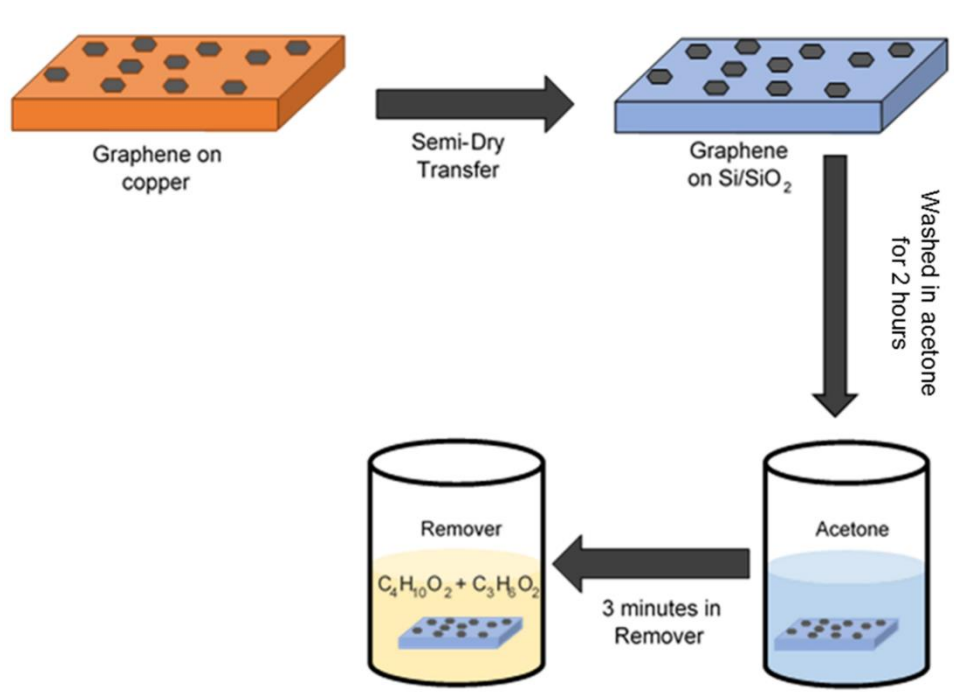 Graphene on
copper
Semi-Dry
Transfer
Graphene
on Si/SiO₂
Washed in acetone
for 2 hours
Acetone
3 minutes in
Remover
Remover
C₄H₁₀O₂ + C₃H₆O₂